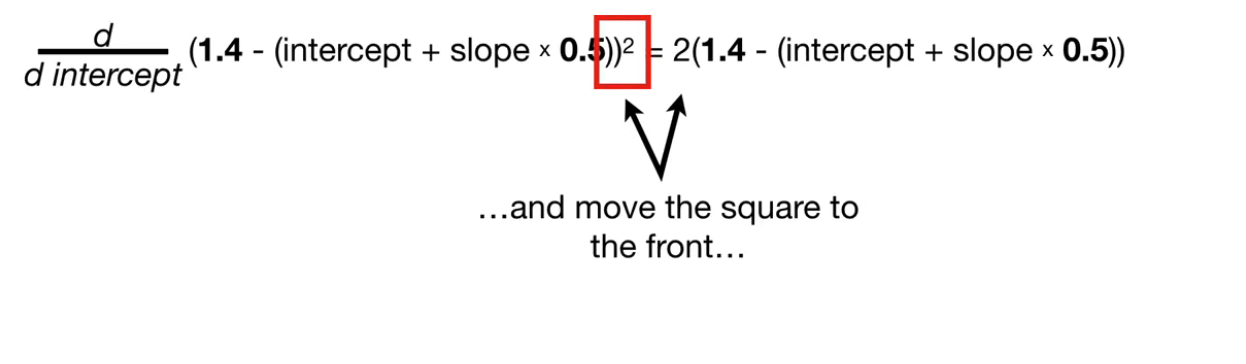 d
d intercept
(1.4 - (intercept + slope × 0.5))² = 2(1.4 - (intercept + slope × 0.5))
…and move the square to
the front…